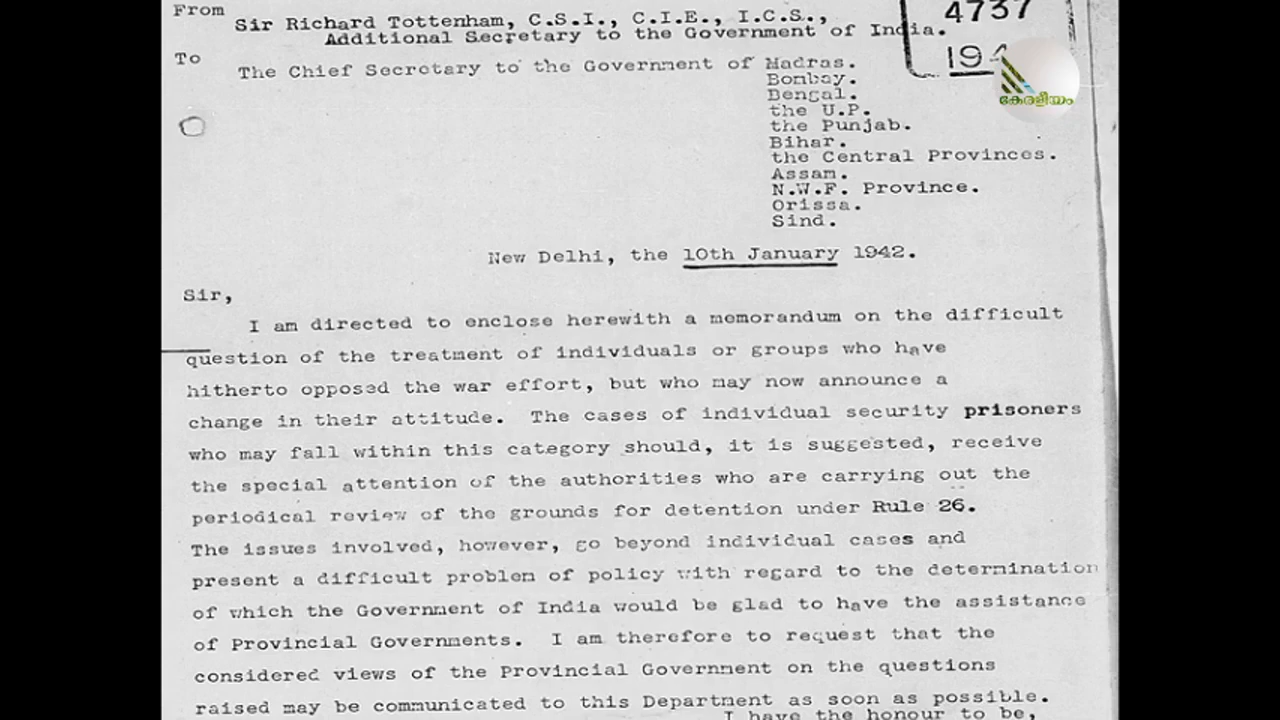 From
Sir Richard Tottenham, C.S.I., C.I.E., I.C.S.,
Additional Secretary to the Government of India.
4737
194
To
The Chief Secretary to the Government of Madras.
Bombay.
Bengal.
the U.P.
the Punjab.
Bihar.
the Central Provinces.
Assam.
N.W.F. Province.
Orissa.
Sind.
കേരളീയം
New Delhi, the 10th January 1942.
Sir,
I am directed to enclose herewith a memorandum on the difficult
question of the treatment of individuals or groups who have
hitherto opposed the war effort, but who may now announce a
change in their attitude. The cases of individual security prisoners
who may fall within this category should, it is suggested, receive
the special attention of the authorities who are carrying out the
periodical review of the grounds for detention under Rule 26.
The issues involved, however, go beyond individual cases and
present a difficult problem of policy with regard to the determination
of which the Government of India would be glad to have the assistance
of Provincial Governments. I am therefore to request that the
considered views of the Provincial Government on the questions
raised may be communicated to this Department as soon as possible.
I have the honour to be,